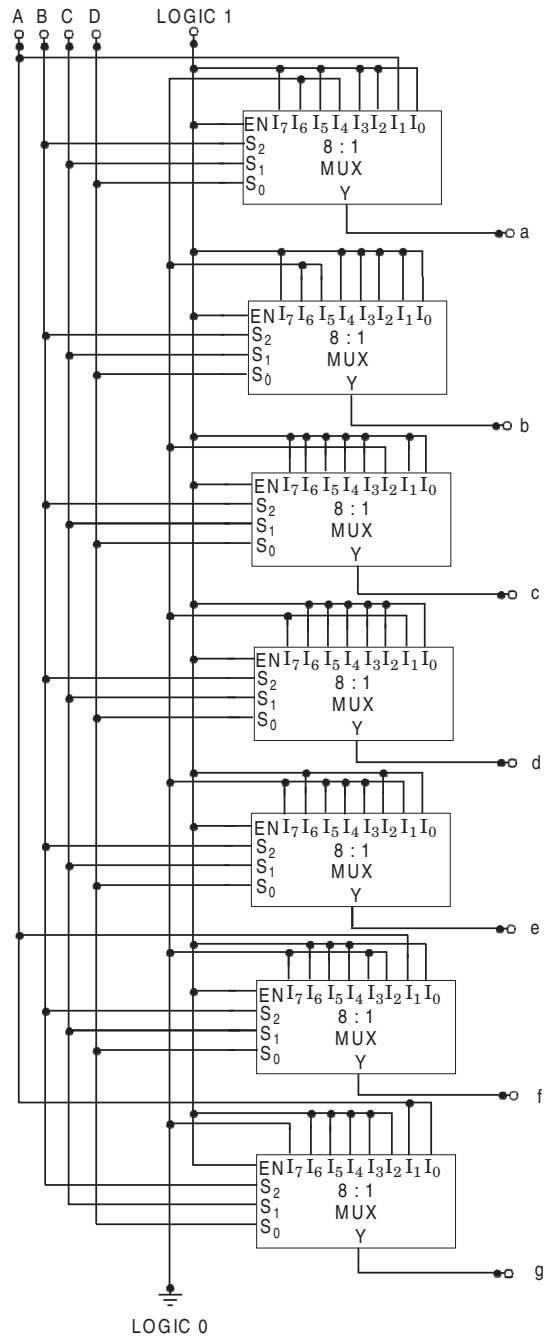 A B C D LOGIC 1
EN I₇ I₆ I₅ I₄ I₃ I₂ I₁ I₀
S₂ 8 : 1
S₁ MUX
S₀ Y
a
EN I₇ I₆ I₅ I₄ I₃ I₂ I₁ I₀
S₂ 8 : 1
S₁ MUX
S₀ Y
b
EN I₇ I₆ I₅ I₄ I₃ I₂ I₁ I₀
S₂ 8 : 1
S₁ MUX
S₀ Y
c
EN I₇ I₆ I₅ I₄ I₃ I₂ I₁ I₀
S₂ 8 : 1
S₁ MUX
S₀ Y
d
EN I₇ I₆ I₅ I₄ I₃ I₂ I₁ I₀
S₂ 8 : 1
S₁ MUX
S₀ Y
e
EN I₇ I₆ I₅ I₄ I₃ I₂ I₁ I₀
S₂ 8 : 1
S₁ MUX
S₀ Y
f
EN I₇ I₆ I₅ I₄ I₃ I₂ I₁ I₀
S₂ 8 : 1
S₁ MUX
S₀ Y
g
LOGIC 0